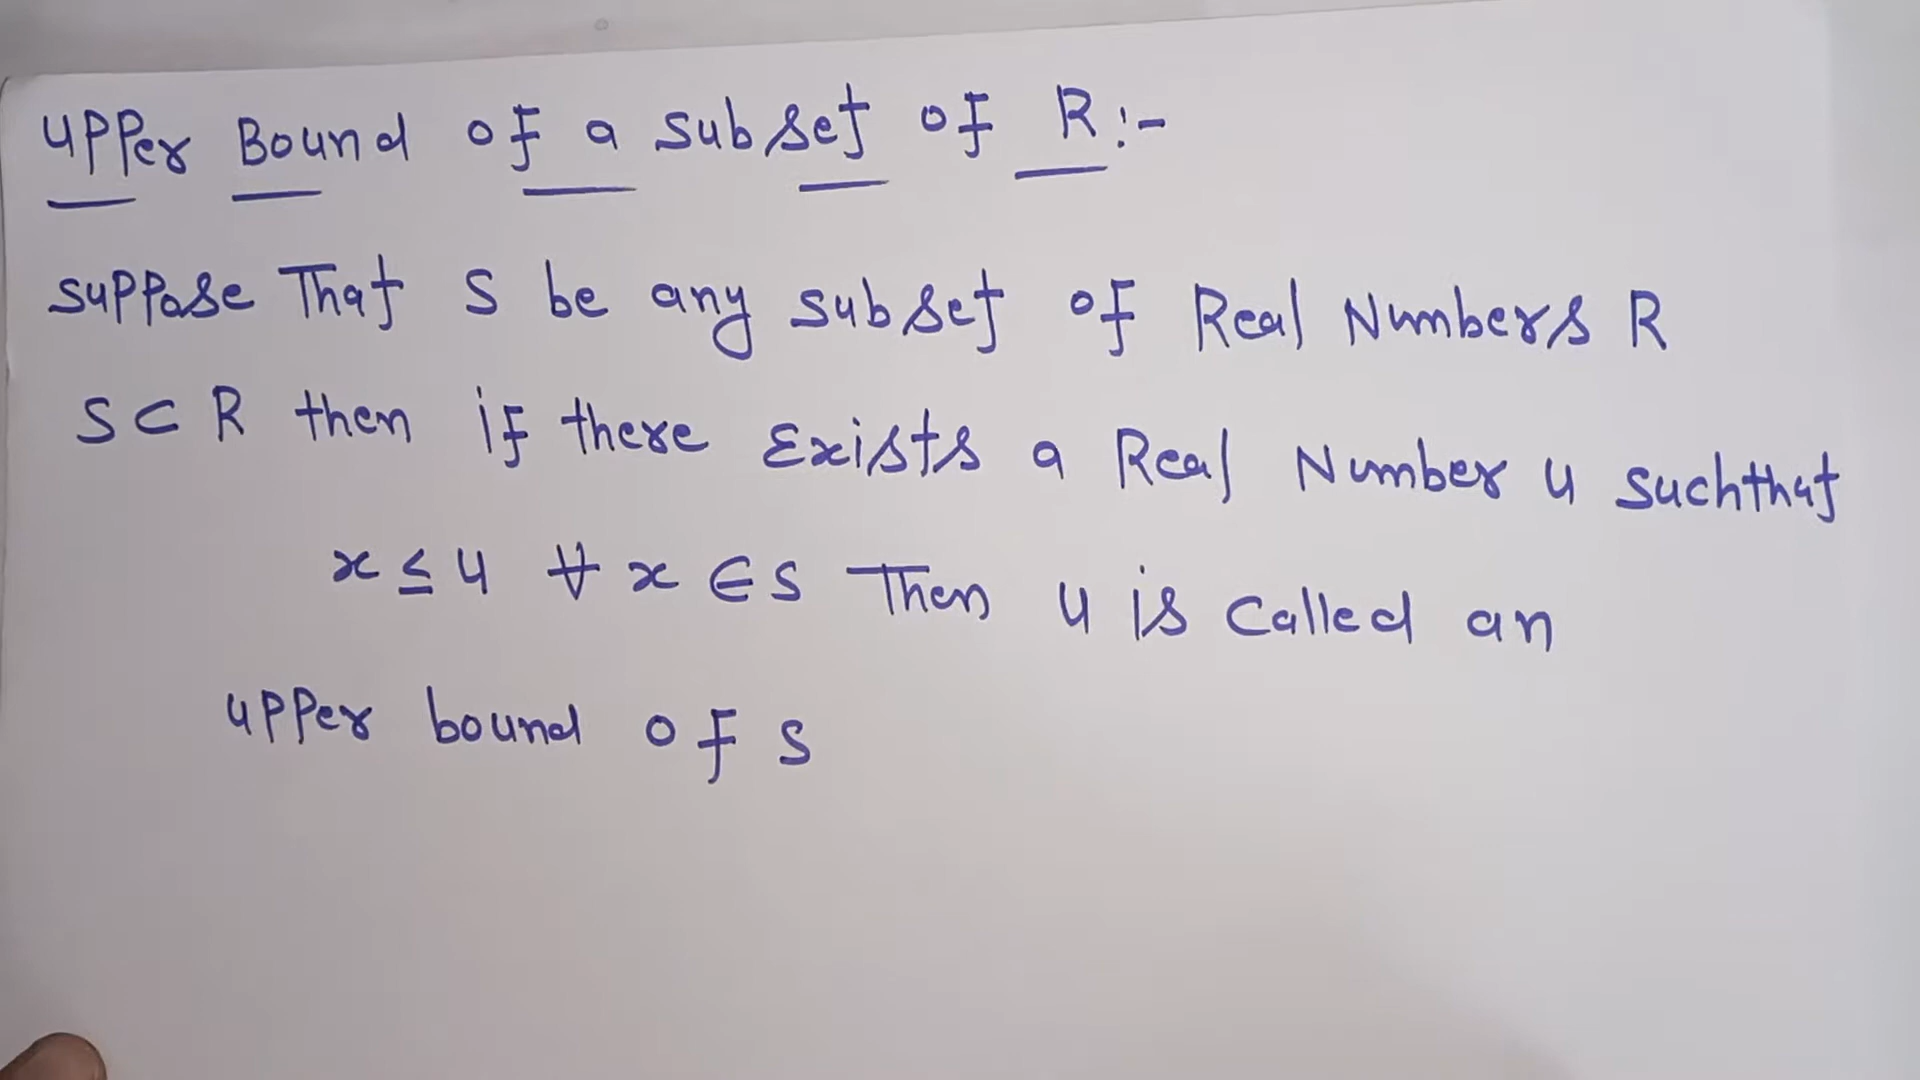 Upper Bound of a subset of R:-
suppose That S be any subset of Real Numbers R
S ⊂ R then if there Exists a Real Number u suchthat
x ≤ u ∀ x ∈ S Then u is called an
upper bound of S